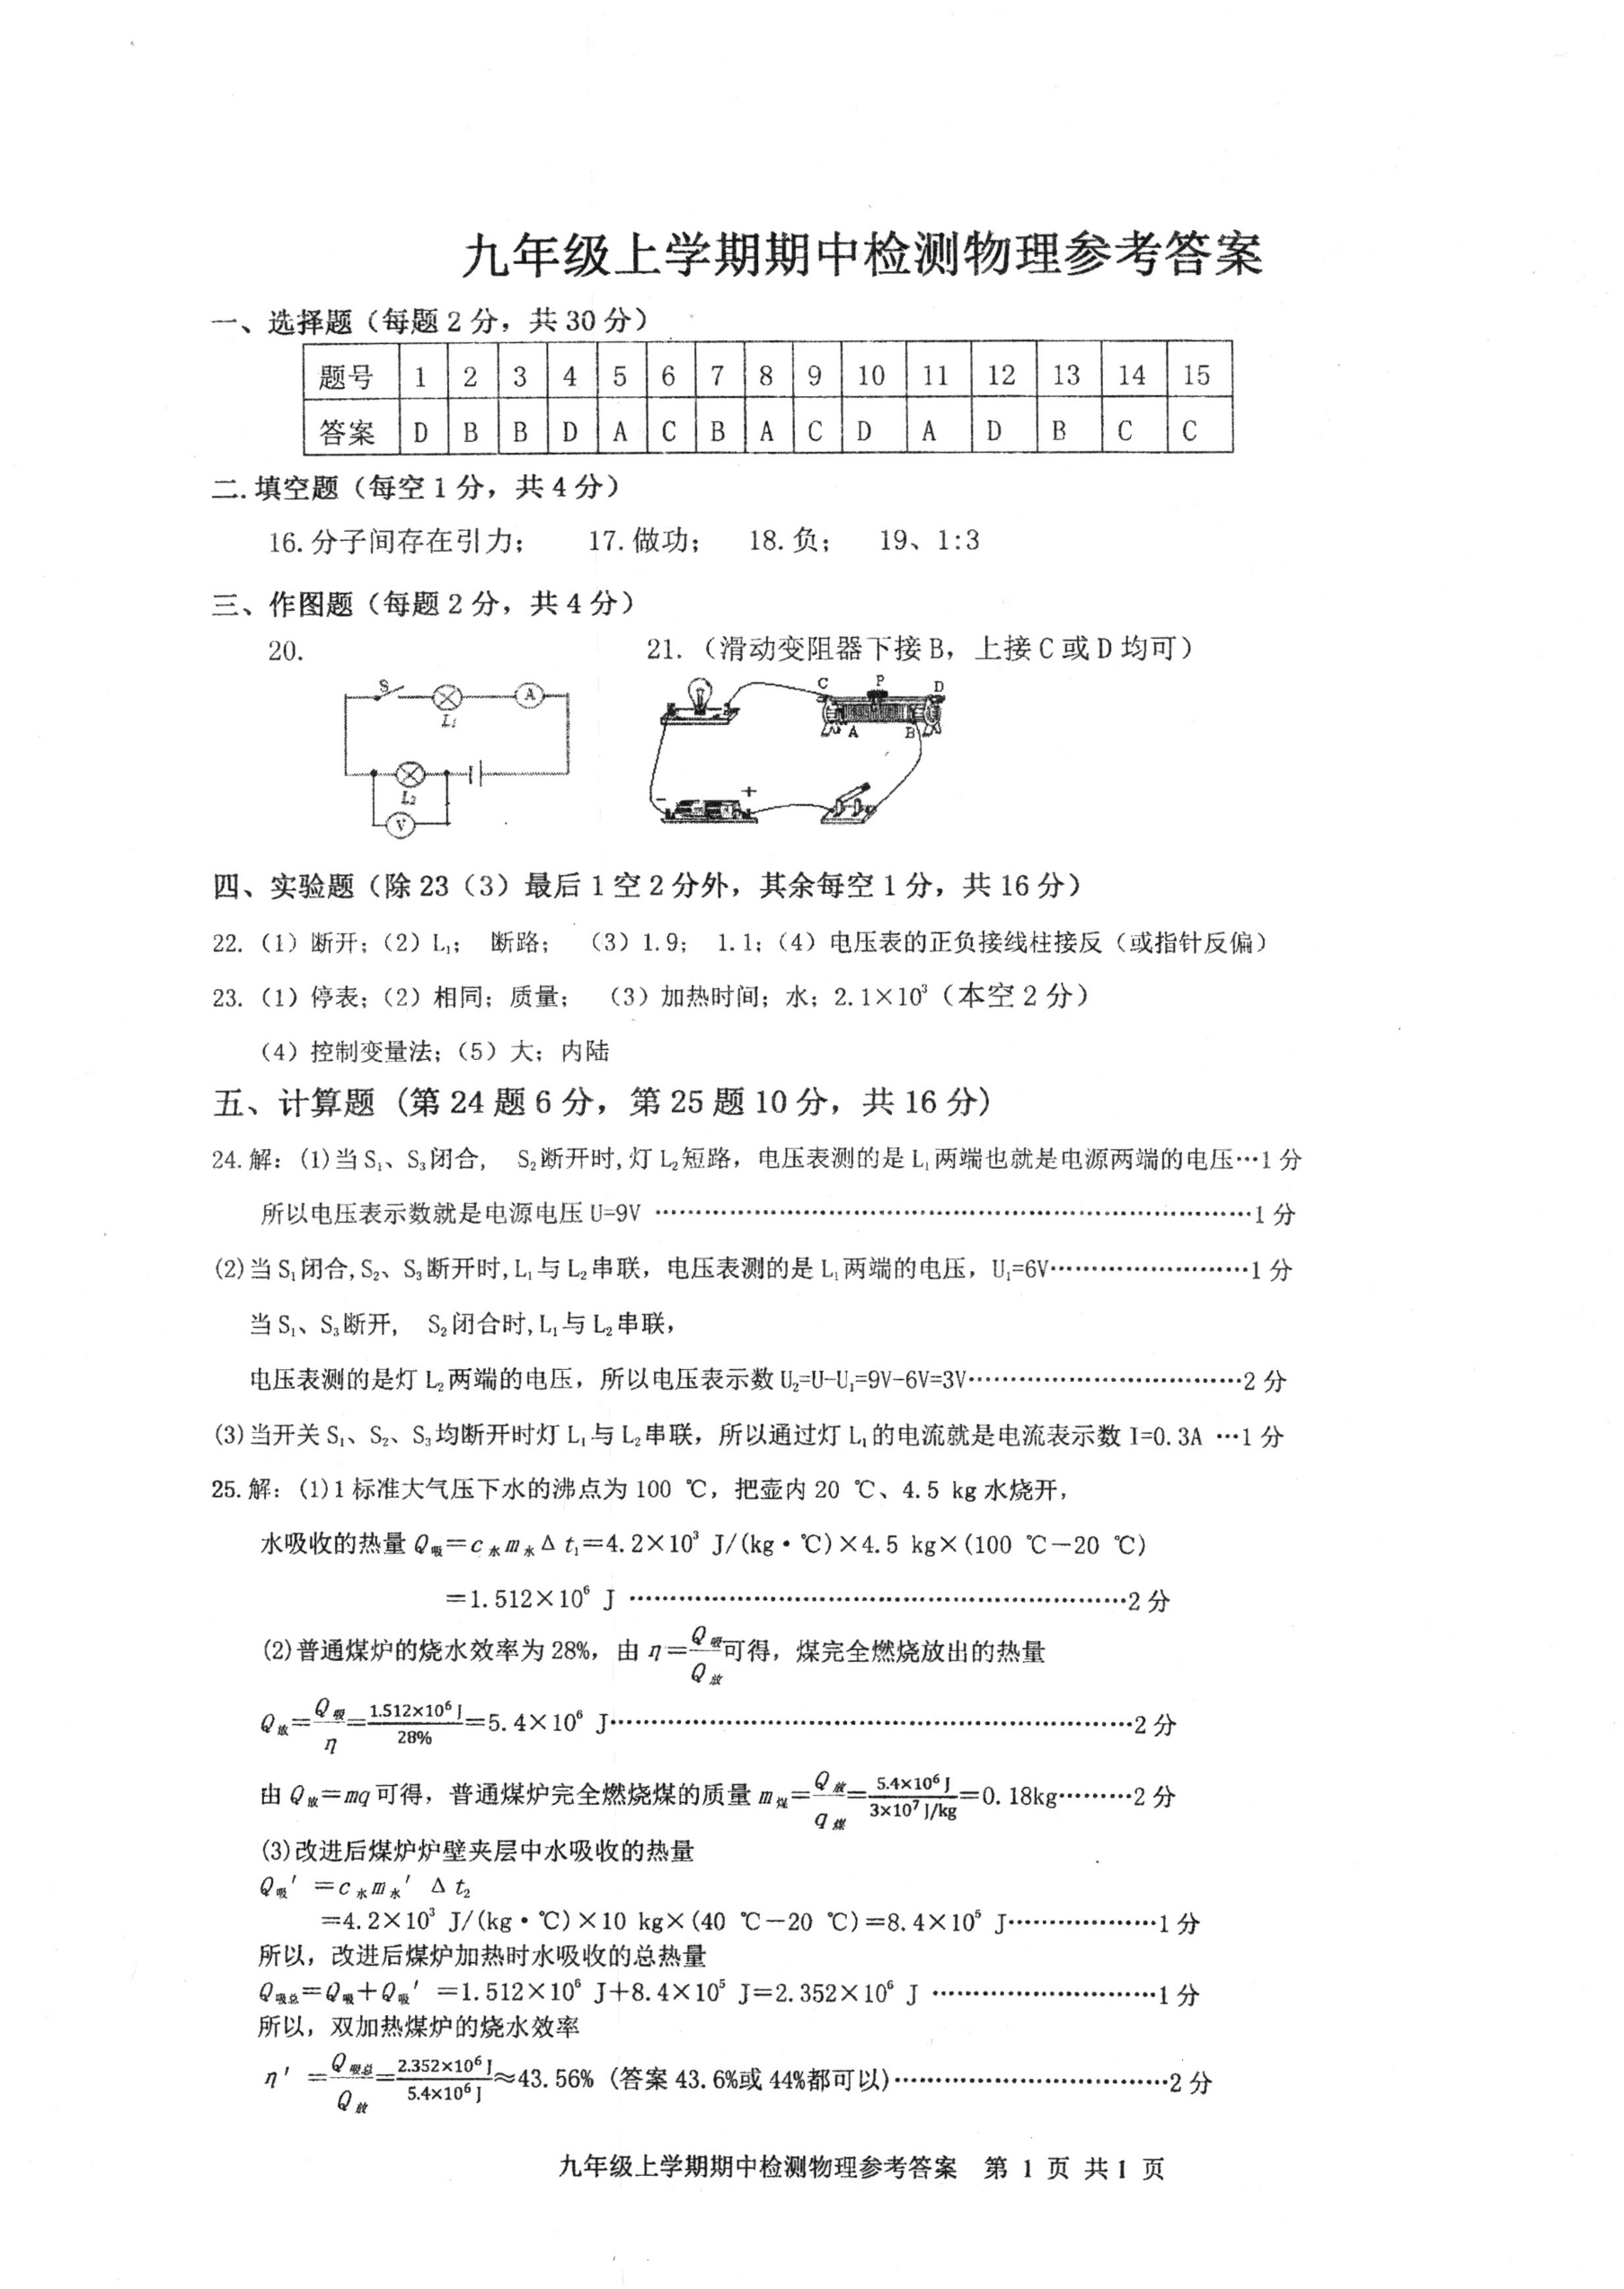 九年级上学期期中检测物理参考答案
一、选择题（每题2分，共30分）
题号 1 2 3 4 5 6 7 8 9 10 11 12 13 14 15
答案 D B B D A C B A C D A D B C C
二.填空题（每空1分，共4分）
16.分子间存在引力； 17.做功； 18.负； 19、1:3
三、作图题（每题2分，共4分）
20. 21.（滑动变阻器下接B，上接C或D均可）
S L₁ A
L₂
V
C P D
A B
- +
四、实验题（除23（3）最后1空2分外，其余每空1分，共16分）
22.（1）断开；（2）L₁； 断路； （3）1.9； 1.1；（4）电压表的正负接线柱接反（或指针反偏）
23.（1）停表；（2）相同；质量； （3）加热时间；水；2.1×10³（本空2分）
（4）控制变量法；（5）大；内陆
五、计算题（第24题6分，第25题10分，共16分）
24.解：(1)当S₁、S₃闭合， S₂断开时,灯L₂短路，电压表测的是L₁两端也就是电源两端的电压…1分
所以电压表示数就是电源电压U=9V ……………………1分
(2)当S₁闭合,S₂、S₃断开时,L₁与L₂串联，电压表测的是L₁两端的电压，U₁=6V……………………1分
当S₁、S₃断开， S₂闭合时,L₁与L₂串联，
电压表测的是灯L₂两端的电压，所以电压表示数U₂=U-U₁=9V-6V=3V……………………2分
(3)当开关S₁、S₂、S₃均断开时灯L₁与L₂串联，所以通过灯L₁的电流就是电流表示数I=0.3A …1分
25.解：(1)1标准大气压下水的沸点为100 ℃，把壶内20 ℃、4.5 kg水烧开，
水吸收的热量Q吸＝c水m水Δt₁＝4.2×10³ J/(kg·℃)×4.5 kg×(100 ℃－20 ℃)
＝1.512×10⁶ J ……………………2分
(2)普通煤炉的烧水效率为28%，由η＝Q吸/Q放可得，煤完全燃烧放出的热量
Q放＝Q吸/η＝1.512×10⁶ J/28%＝5.4×10⁶ J……………………2分
由Q放＝mq可得，普通煤炉完全燃烧煤的质量m煤＝Q放/q煤＝5.4×10⁶ J/3×10⁷ J/kg＝0.18kg………2分
(3)改进后煤炉炉壁夹层中水吸收的热量
Q吸′＝c水m水′Δt₂
＝4.2×10³ J/(kg·℃)×10 kg×(40 ℃－20 ℃)＝8.4×10⁵ J………………1分
所以，改进后煤炉加热时水吸收的总热量
Q吸总＝Q吸＋Q吸′＝1.512×10⁶ J＋8.4×10⁵ J＝2.352×10⁶ J ……………………1分
所以，双加热煤炉的烧水效率
η′＝Q吸总/Q放＝2.352×10⁶ J/5.4×10⁶ J≈43.56%（答案43.6%或44%都可以）……………………2分
九年级上学期期中检测物理参考答案 第 1 页 共1 页